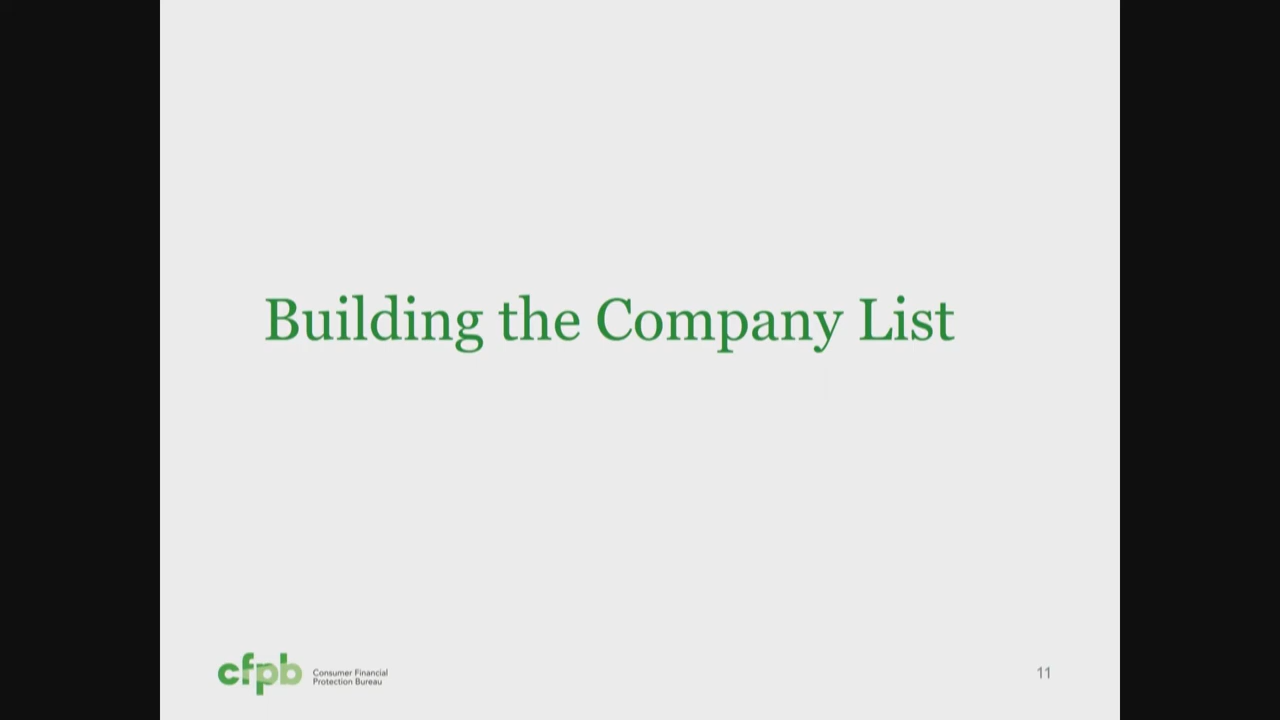 Building the Company List
cfpb
Consumer Financial
Protection Bureau
11